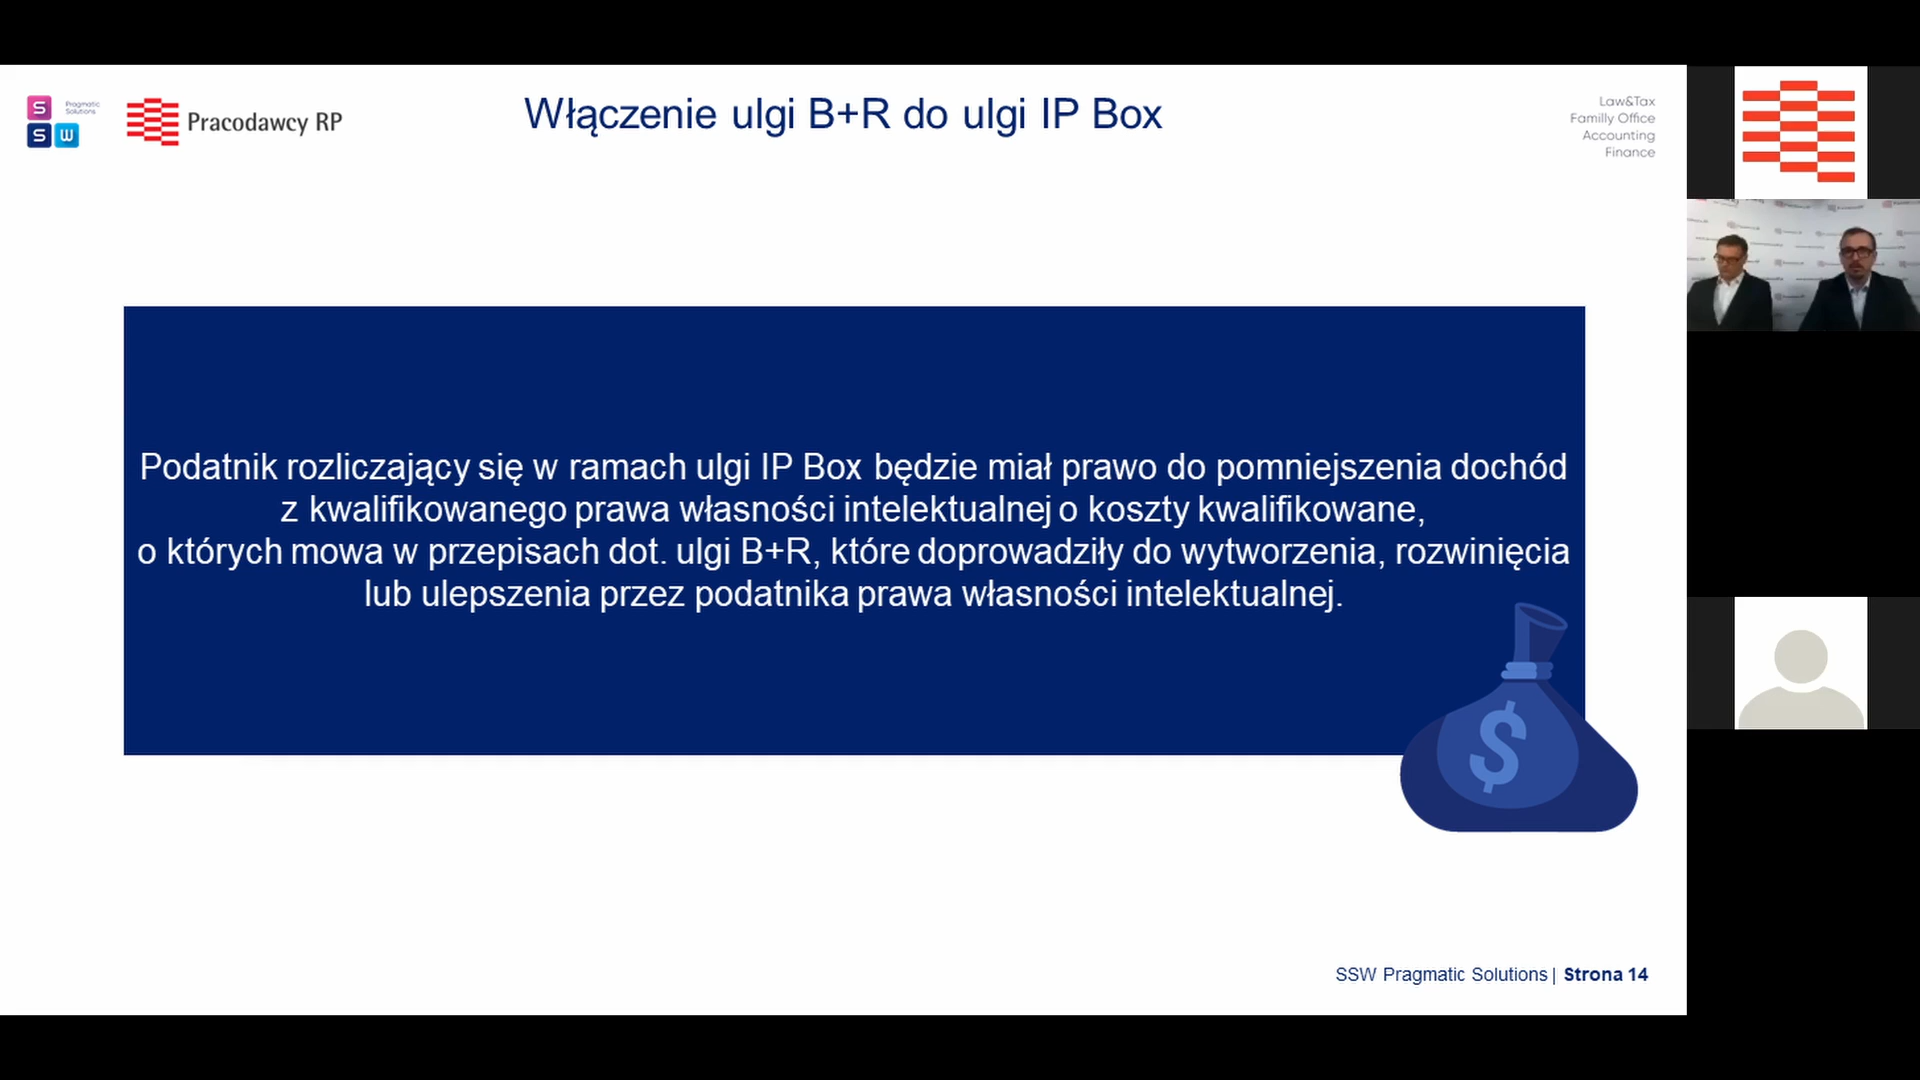 S
Pragmatic
Solutions
S W
Pracodawcy RP
Włączenie ulgi B+R do ulgi IP Box
Law&Tax
Familly Office
Accounting
Finance
Podatnik rozliczający się w ramach ulgi IP Box będzie miał prawo do pomniejszenia dochód
z kwalifikowanego prawa własności intelektualnej o koszty kwalifikowane,
o których mowa w przepisach dot. ulgi B+R, które doprowadziły do wytworzenia, rozwinięcia
lub ulepszenia przez podatnika prawa własności intelektualnej.
$
SSW Pragmatic Solutions | Strona 14